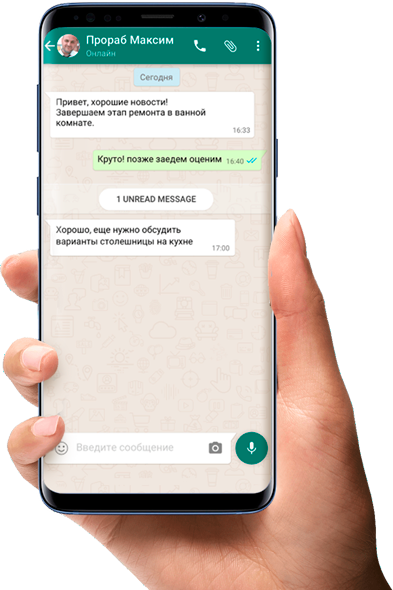 Прораб Максим
Онлайн
Сегодня
Привет, хорошие новости!
Завершаем этап ремонта в ванной
комнате.
16:33
Круто! позже заедем оценим 16:40
1 UNREAD MESSAGE
Хорошо, еще нужно обсудить
варианты столешницы на кухне
17:00
Введите сообщение